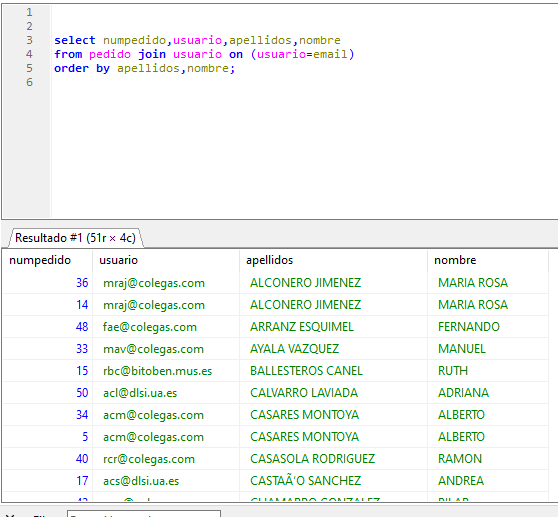 1
2
3 select numpedido,usuario,apellidos,nombre
4 from pedido join usuario on (usuario=email)
5 order by apellidos,nombre;
6
Resultado #1 (51r × 4c)
numpedido usuario apellidos nombre
36 mraj@colegas.com ALCONERO JIMENEZ MARIA ROSA
14 mraj@colegas.com ALCONERO JIMENEZ MARIA ROSA
48 fae@colegas.com ARRANZ ESQUIMEL FERNANDO
33 mav@colegas.com AYALA VAZQUEZ MANUEL
15 rbc@bitoben.mus.es BALLESTEROS CANEL RUTH
50 acl@dlsi.ua.es CALVARRO LAVIADA ADRIANA
34 acm@colegas.com CASARES MONTOYA ALBERTO
5 acm@colegas.com CASARES MONTOYA ALBERTO
40 rcr@colegas.com CASASOLA RODRIGUEZ RAMON
17 acs@dlsi.ua.es CASTAÃ'O SANCHEZ ANDREA